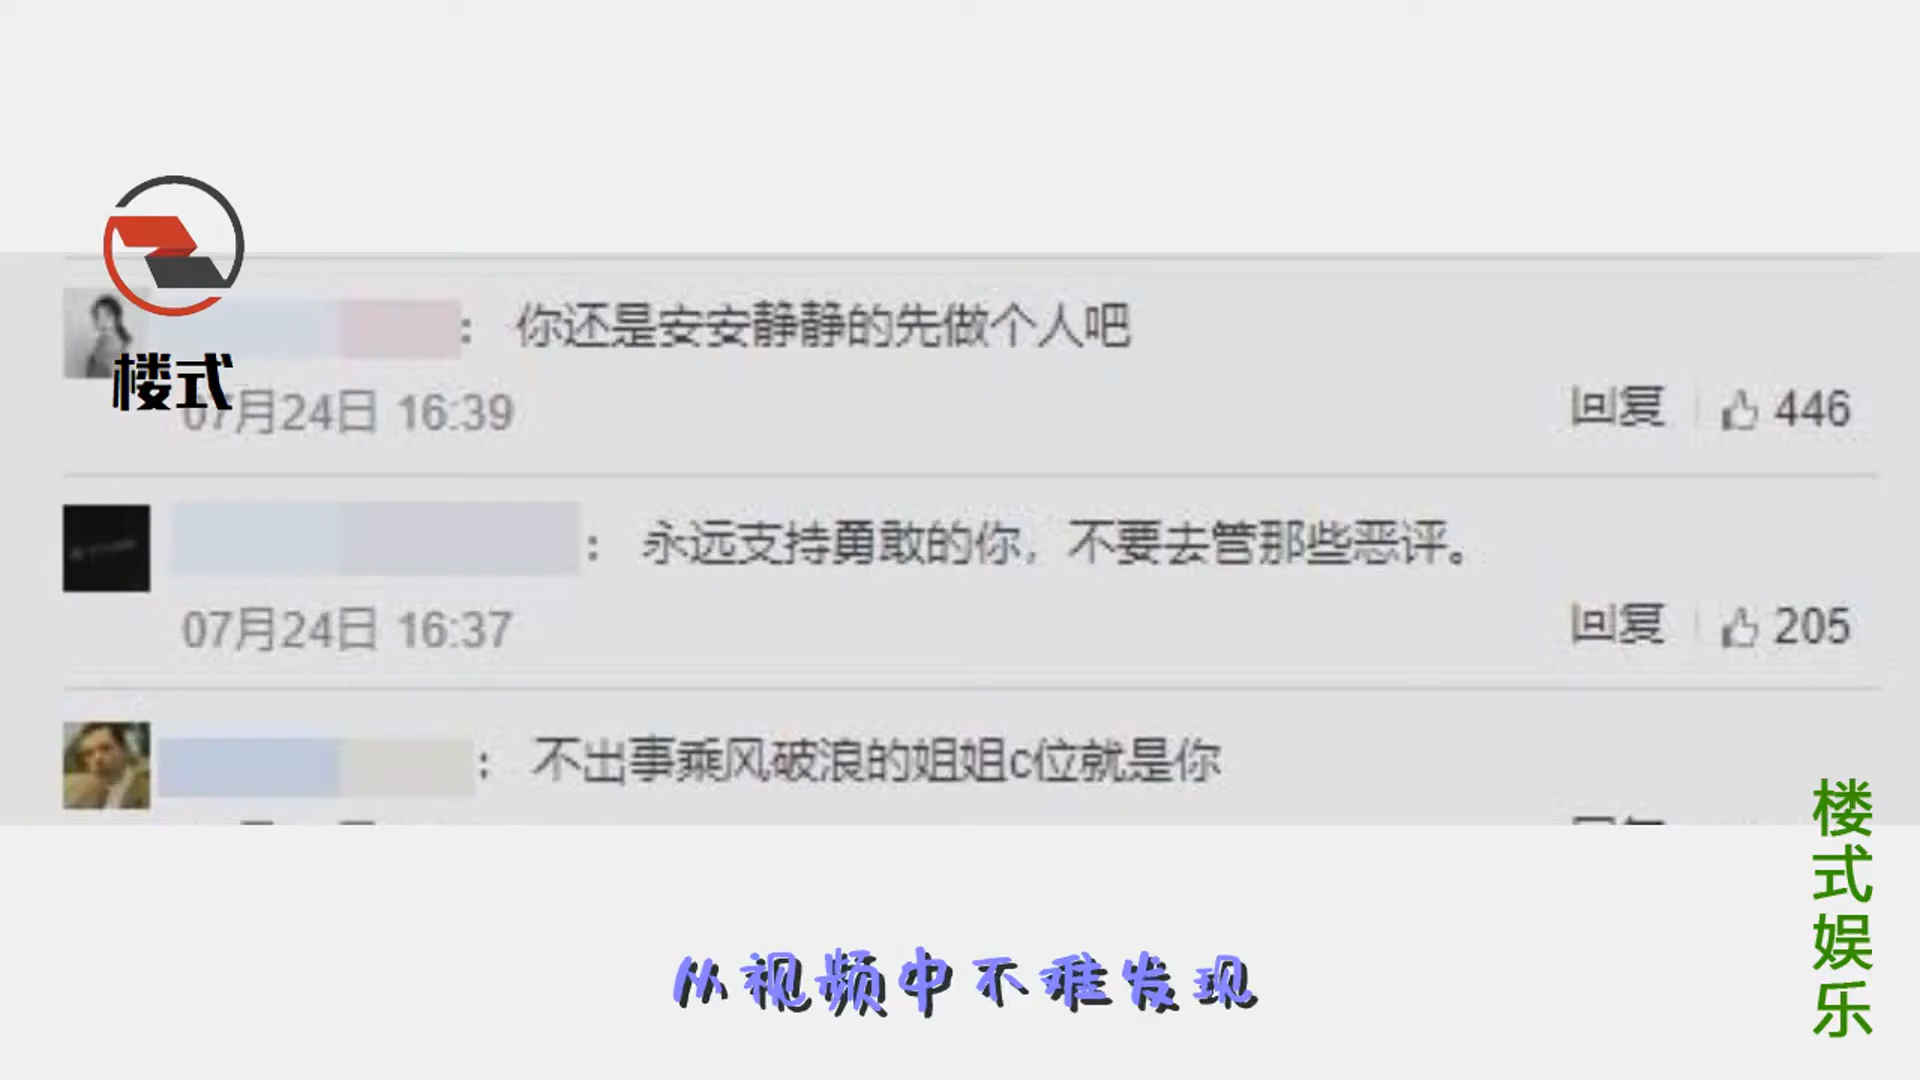 : 你还是安安静静的先做个人吧
楼式
07月24日 16:39
回复 446
: 永远支持勇敢的你，不要去管那些恶评。
07月24日 16:37
回复 205
: 不出事乘风破浪的姐姐c位就是你
楼式娱乐
从视频中不难发现